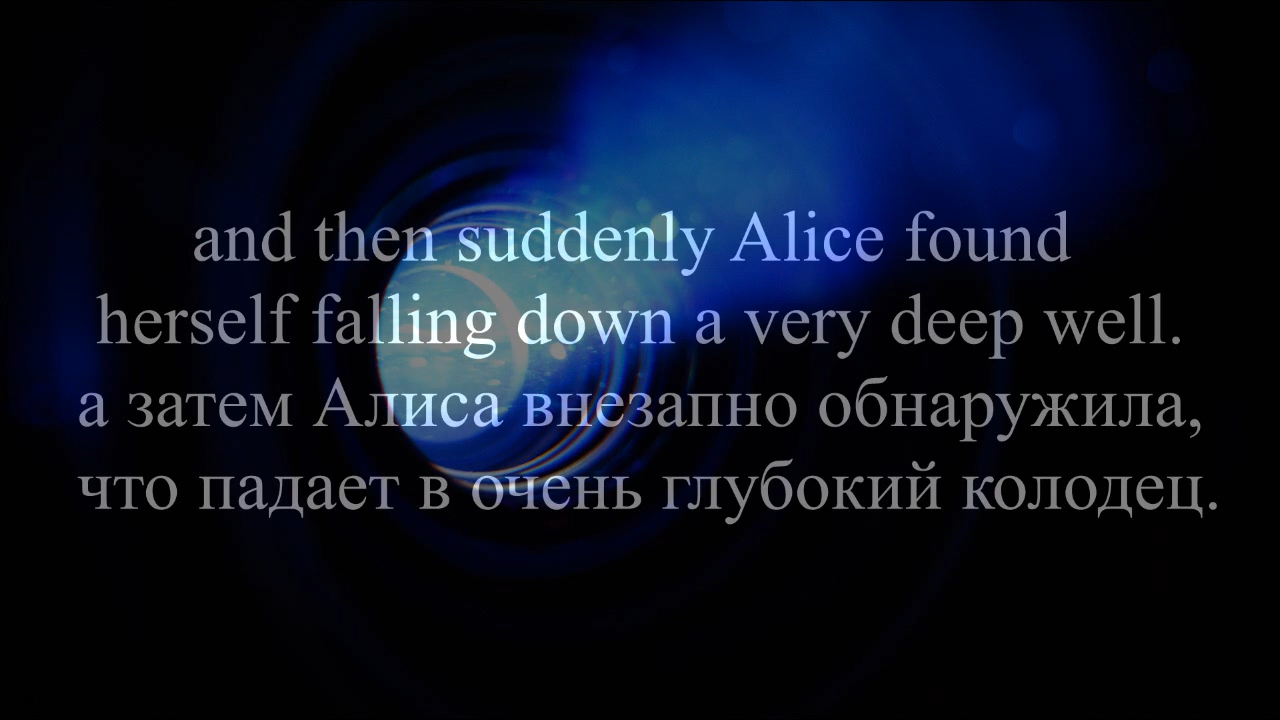 and then suddenly Alice found
herself falling down a very deep well.
а затем Алиса внезапно обнаружила,
что падает в очень глубокий колодец.